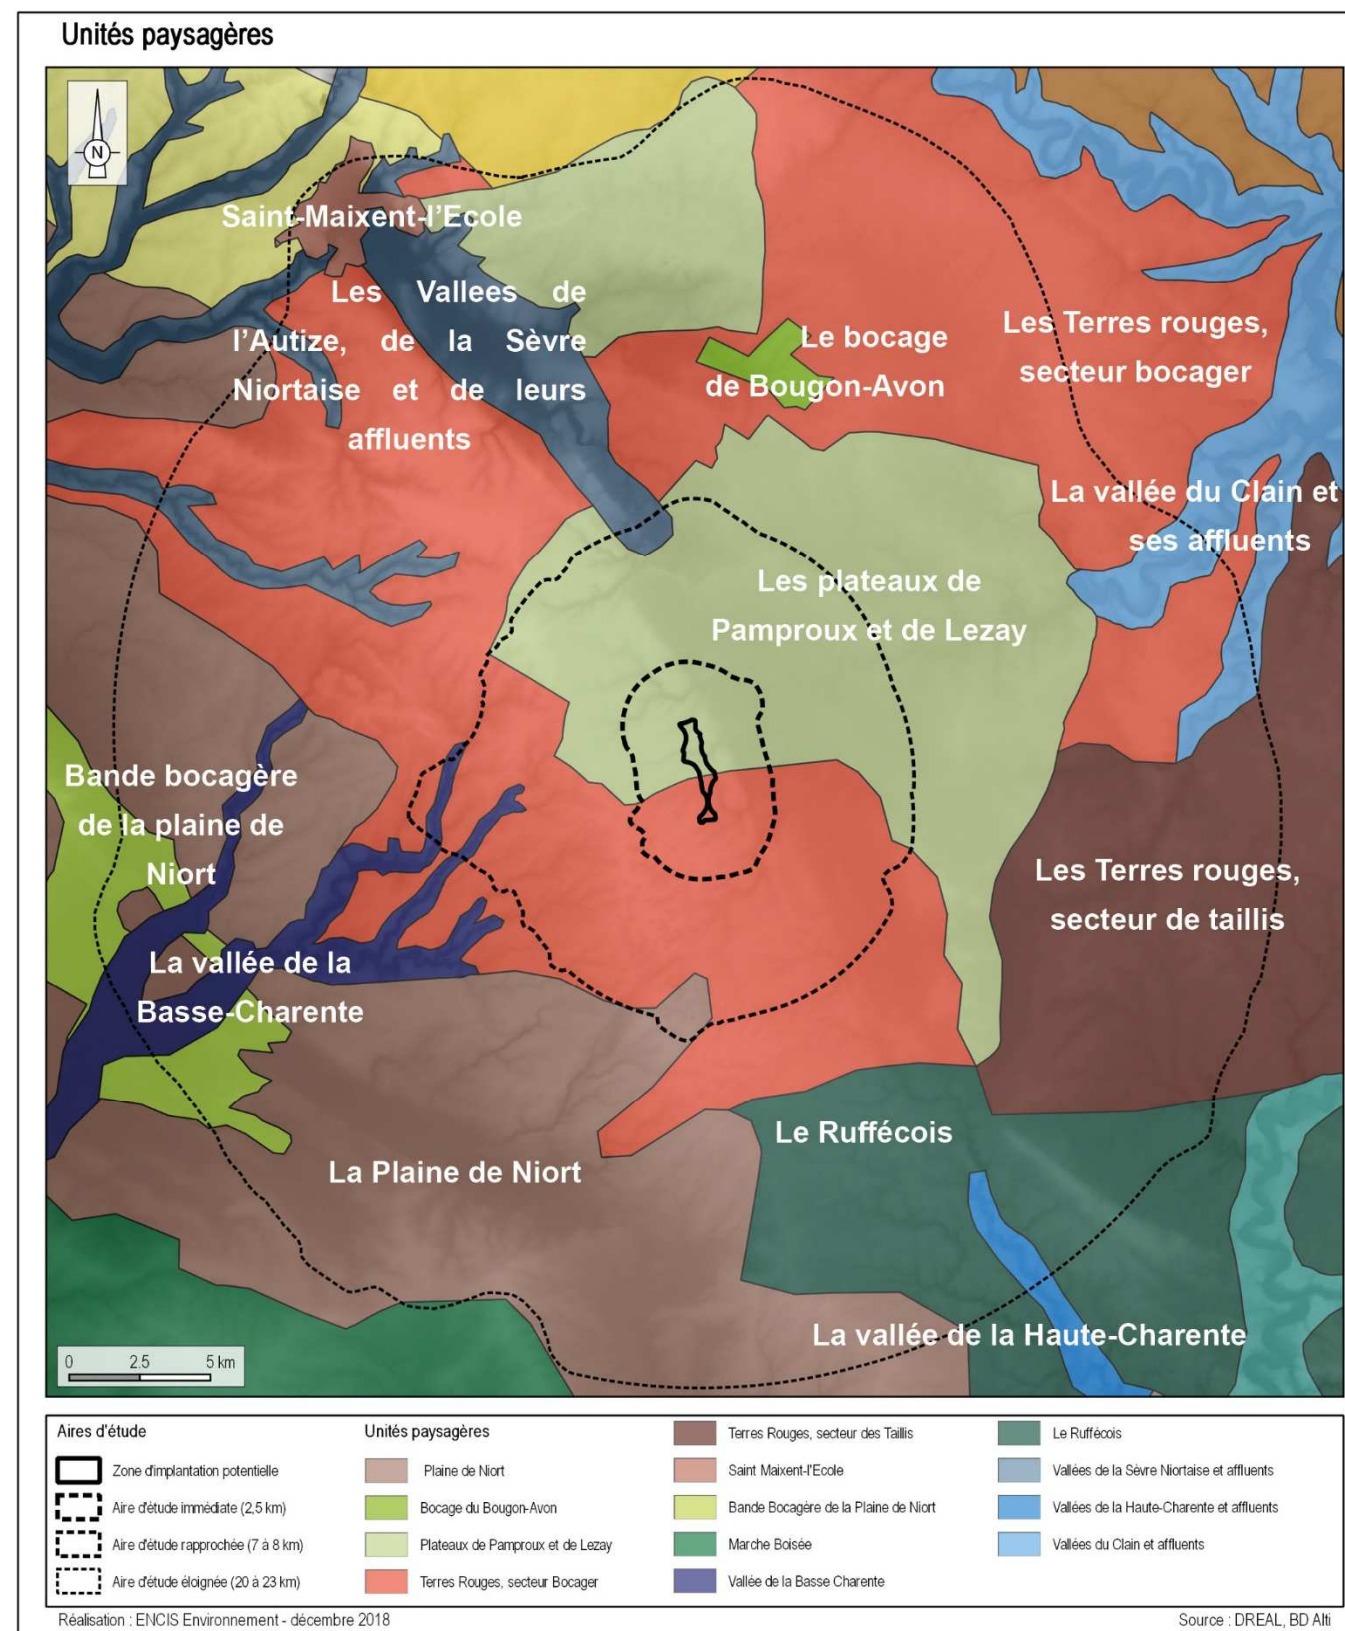 Unités paysagères
N
Saint-Maixent-l'Ecole
Les Vallees de
l'Autize, de la Sèvre
Niortaise et de leurs
affluents
Le bocage
de Bougon-Avon
Les Terres rouges,
secteur bocager
La vallée du Clain et
ses affluents
Les plateaux de
Pamproux et de Lezay
Bande bocagère
de la plaine de
Niort
Les Terres rouges,
secteur de taillis
La vallée de la
Basse-Charente
Le Ruffécois
La Plaine de Niort
La vallée de la Haute-Charente
0 2.5 5 km
Aires d'étude
Zone d'implantation potentielle
Aire d'étude immédiate (2,5 km)
Aire d'étude rapprochée (7 à 8 km)
Aire d'étude éloignée (20 à 23 km)
Unités paysagères
Plaine de Niort
Bocage du Bougon-Avon
Plateaux de Pamproux et de Lezay
Terres Rouges, secteur Bocager
Terres Rouges, secteur des Taillis
Saint Maixent-l'Ecole
Bande Bocagère de la Plaine de Niort
Marche Boisée
Vallée de la Basse Charente
Le Ruffécois
Vallées de la Sèvre Niortaise et affluents
Vallées de la Haute-Charente et affluents
Vallées du Clain et affluents
Réalisation : ENCIS Environnement - décembre 2018
Source : DREAL, BD Alti